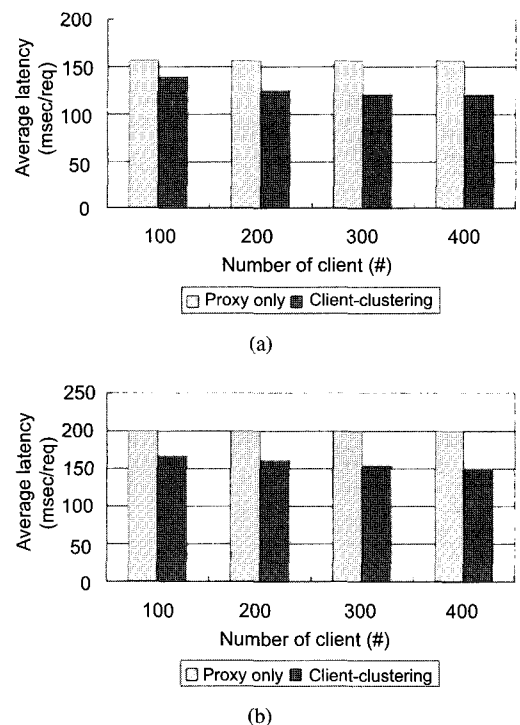 Average latency
(msec/req)
200
150
100
50
0
100 200 300 400
Number of client (#)
Proxy only Client-clustering
(a)
Average latency
(msec/req)
250
200
150
100
50
0
100 200 300 400
Number of client (#)
Proxy only Client-clustering
(b)